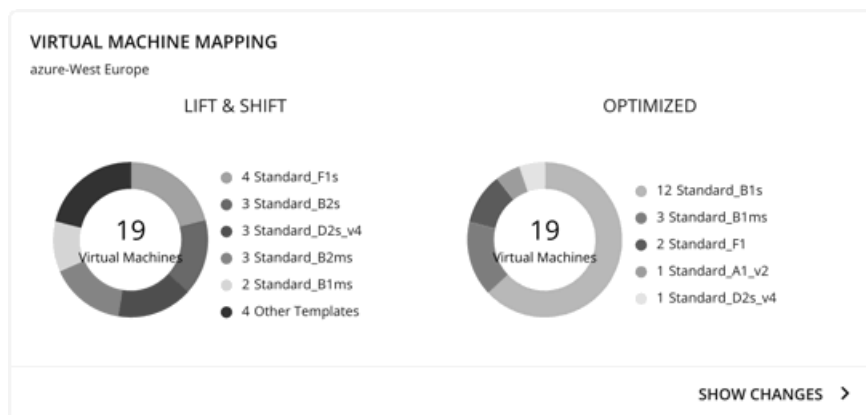 VIRTUAL MACHINE MAPPING
azure-West Europe
LIFT & SHIFT
19
Virtual Machines
4 Standard_F1s
3 Standard_B2s
3 Standard_D2s_v4
3 Standard_B2ms
2 Standard_B1ms
4 Other Templates
OPTIMIZED
19
Virtual Machines
12 Standard_B1s
3 Standard_B1ms
2 Standard_F1
1 Standard_A1_v2
1 Standard_D2s_v4
SHOW CHANGES